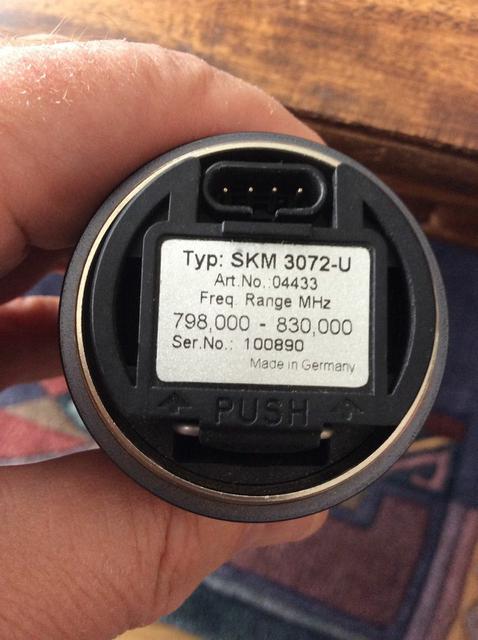 Typ: SKM 3072-U
Art.No.:04433
Freq. Range MHz
798,000 - 830,000
Ser.No.: 100890
Made in Germany
PUSH